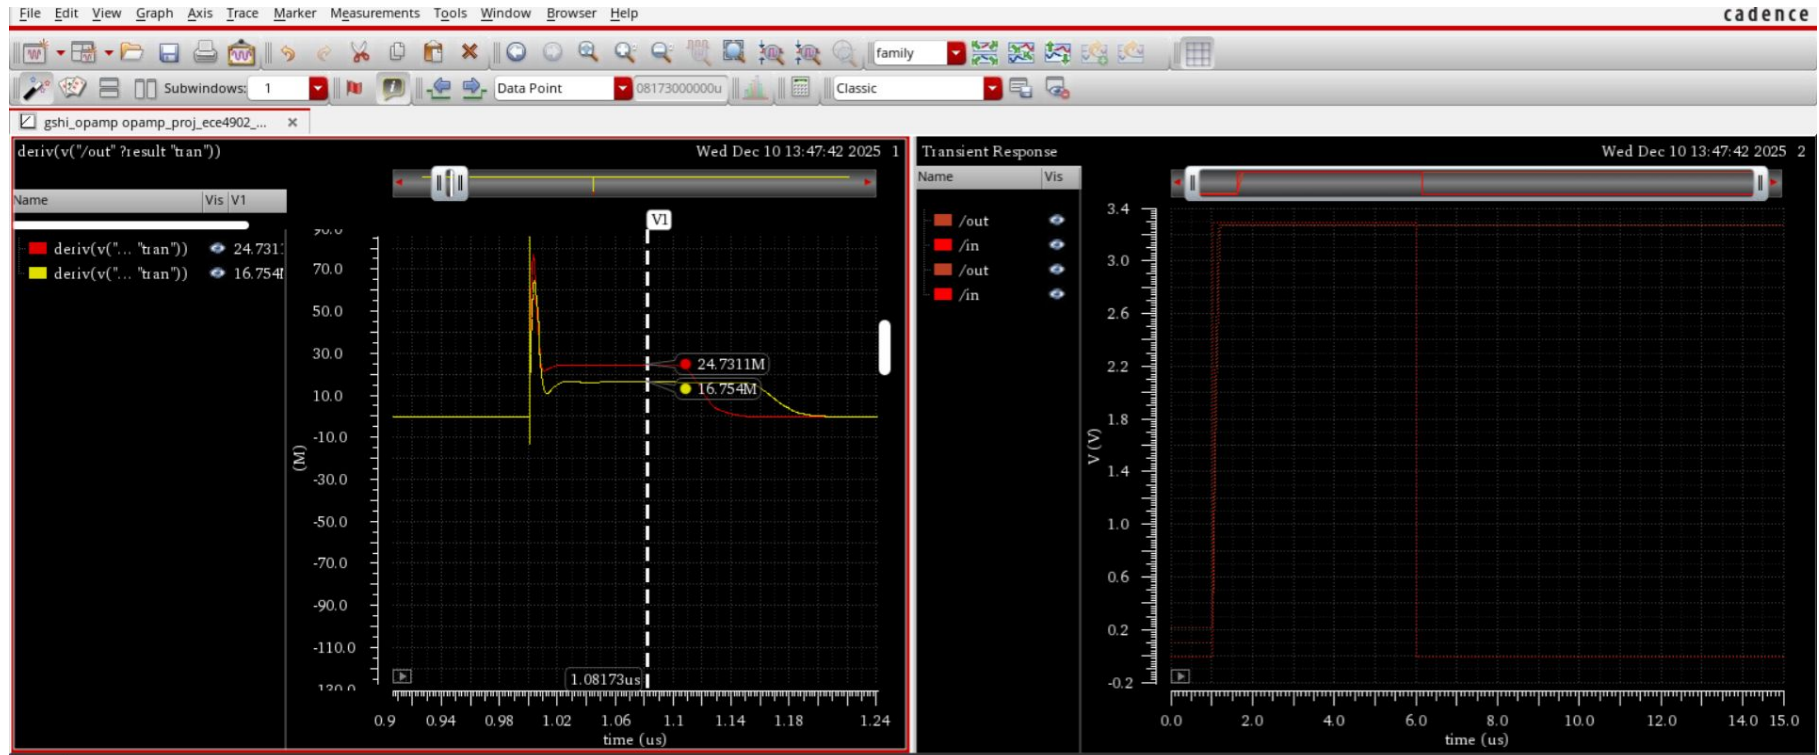 File Edit View Graph Axis Trace Marker Measurements Tools Window Browser Help
cadence
family
Subwindows: 1
Data Point
08173000000u
Classic
gshi_opamp opamp_proj_ece4902_...
deriv(v("/out" ?result "tran"))
Wed Dec 10 13:47:42 2025 1
Name Vis V1
deriv(v("... "tran")) 24.731
deriv(v("... "tran")) 16.754
V1
90.0
70.0
50.0
30.0
10.0
-10.0
-30.0
-50.0
-70.0
-90.0
-110.0
(M)
24.7311M
16.754M
1.08173us
0.9 0.94 0.98 1.02 1.06 1.1 1.14 1.18 1.24
time (us)
Transient Response
Wed Dec 10 13:47:42 2025 2
Name Vis
/out
/in
/out
/in
3.4
3.0
2.6
2.2
1.8
1.4
1.0
0.6
0.2
-0.2
V (V)
0.0 2.0 4.0 6.0 8.0 10.0 12.0 14.0 15.0
time (us)